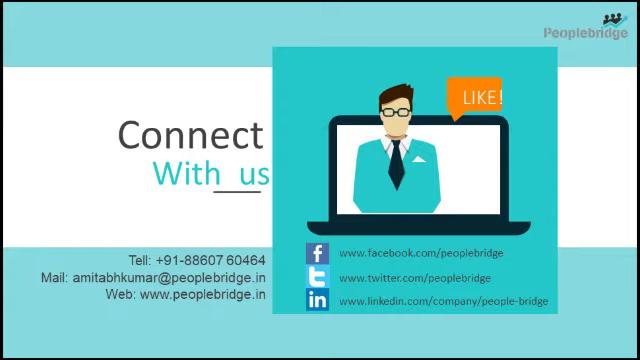 Peoplebridge
LIKE!
Connect
With us
Tell: +91-88607 60464
Mail: amitabhkumar@peoplebridge.in
Web: www.peoplebridge.in
www.facebook.com/peoplebridge
www.twitter.com/peoplebridge
www.linkedin.com/company/people-bridge